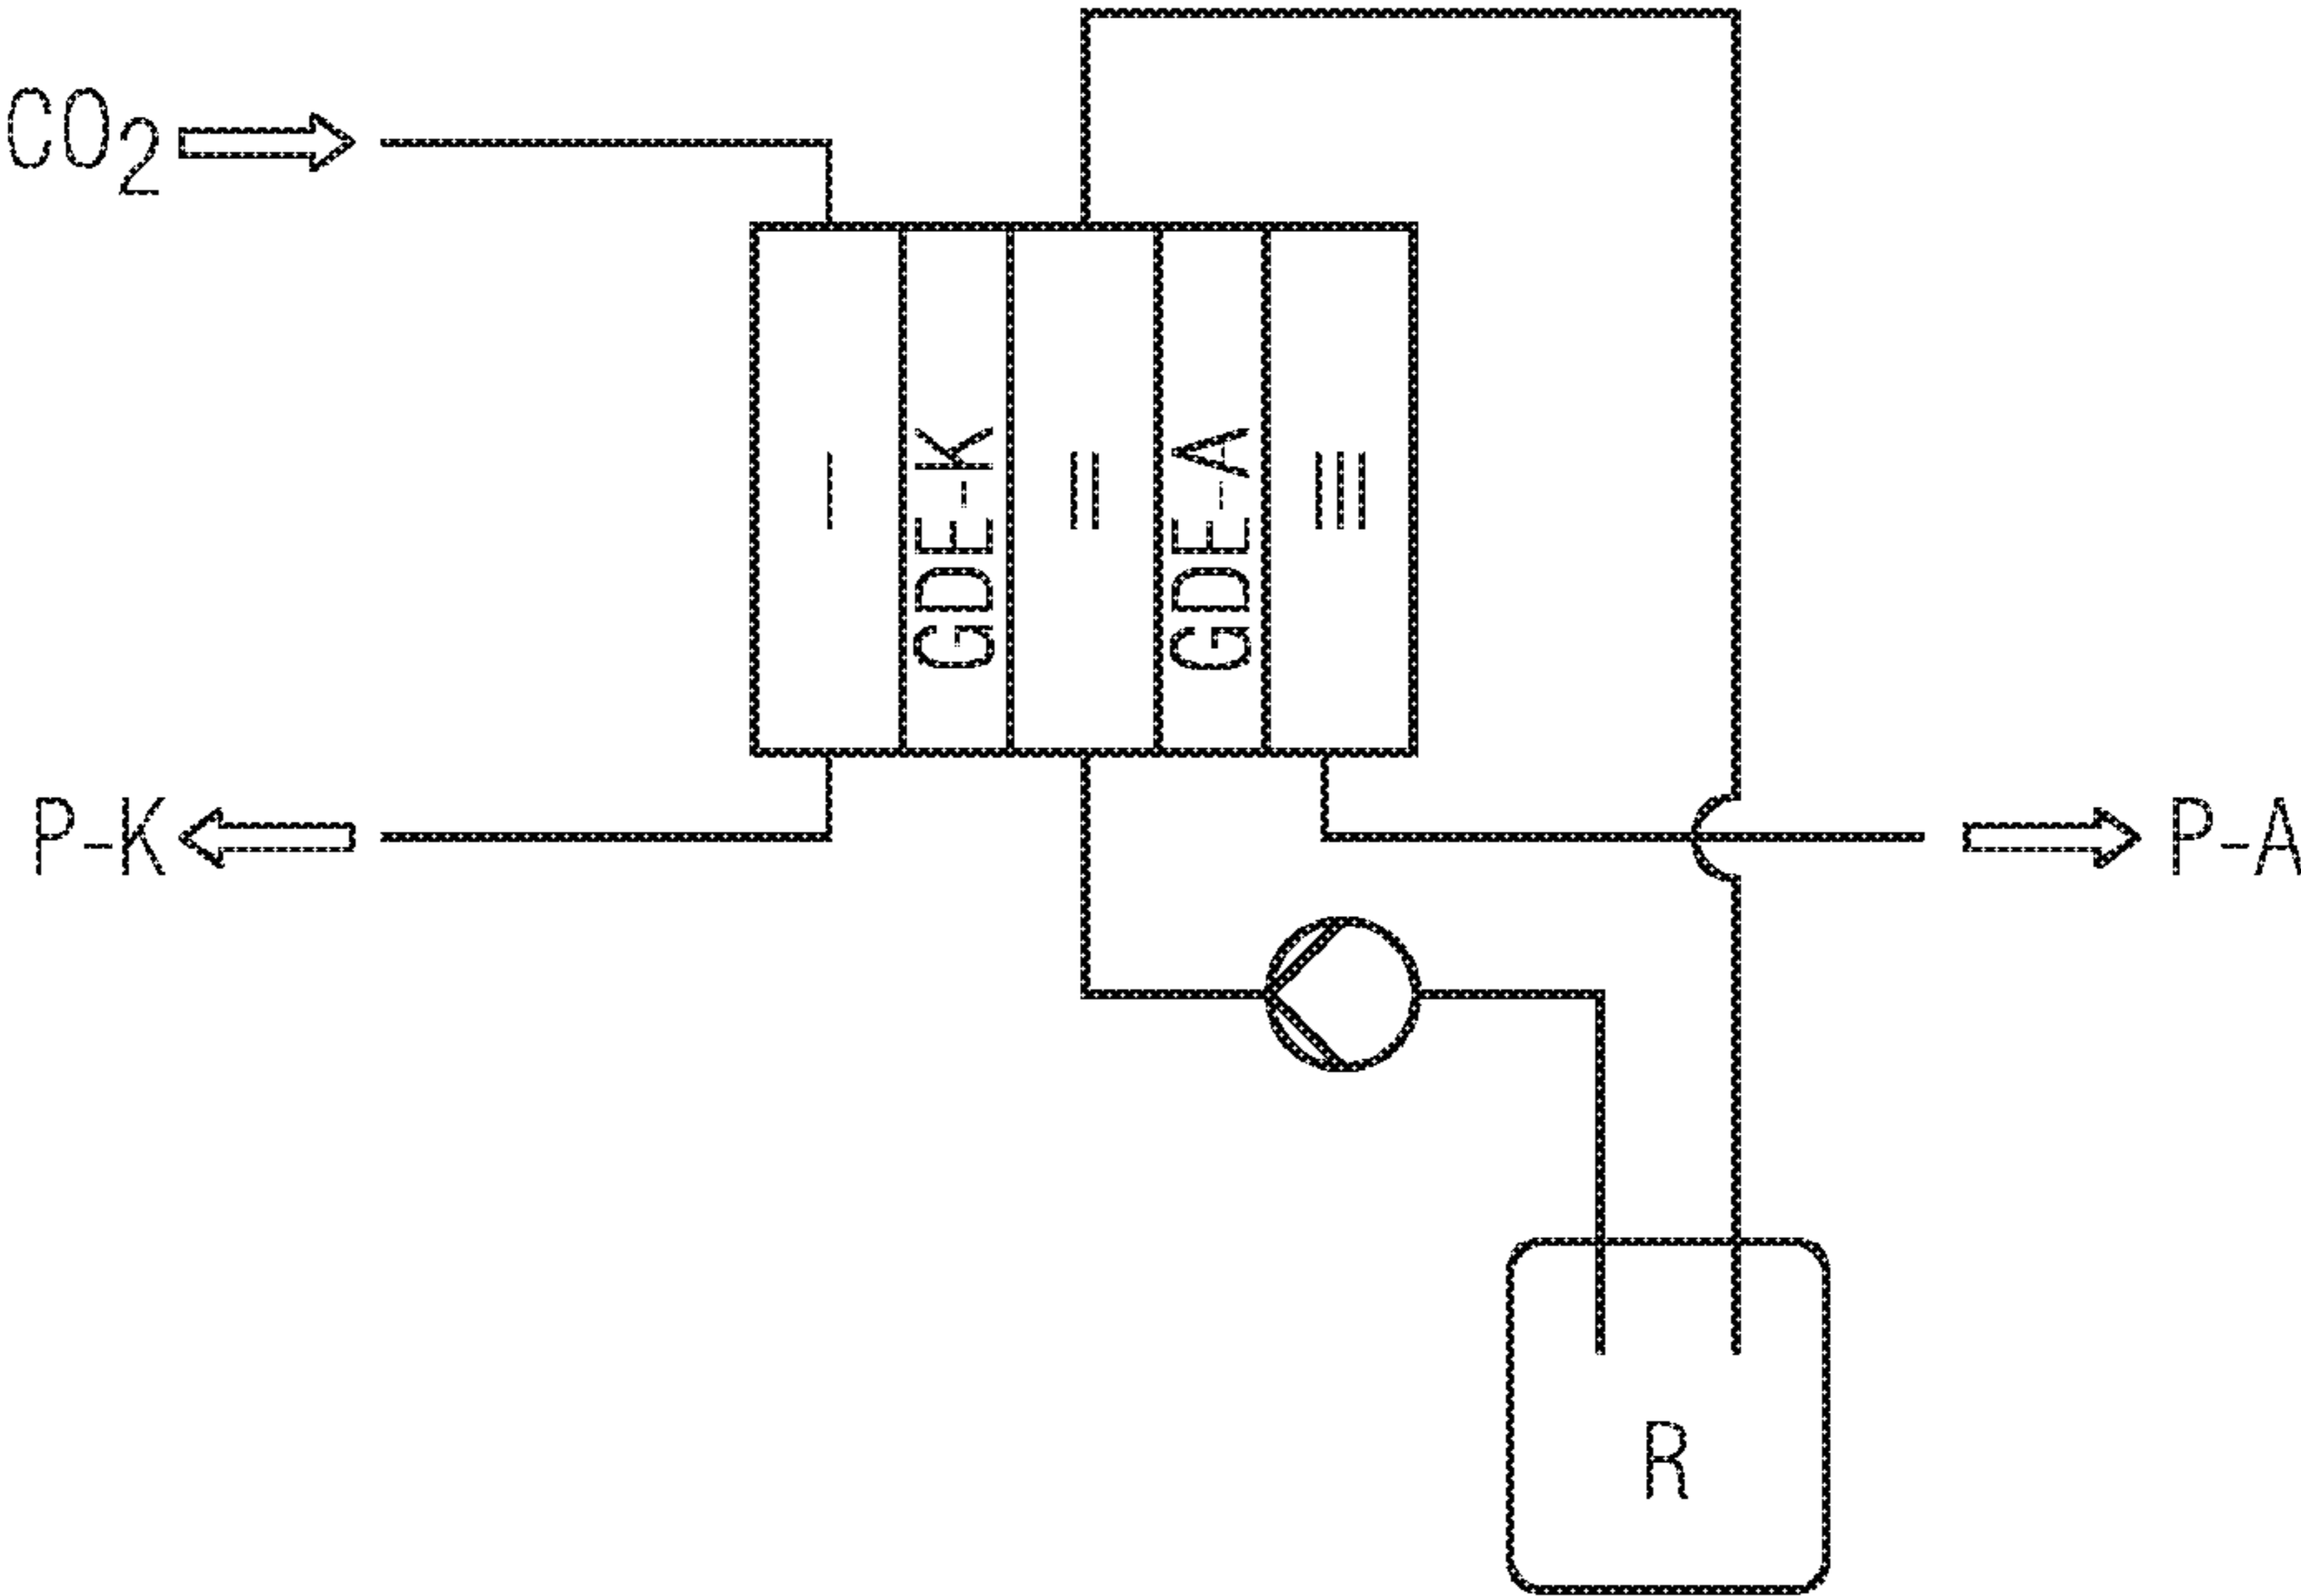 CO₂
I
GDE-K
II
GDE-A
III
P-K
P-A
R